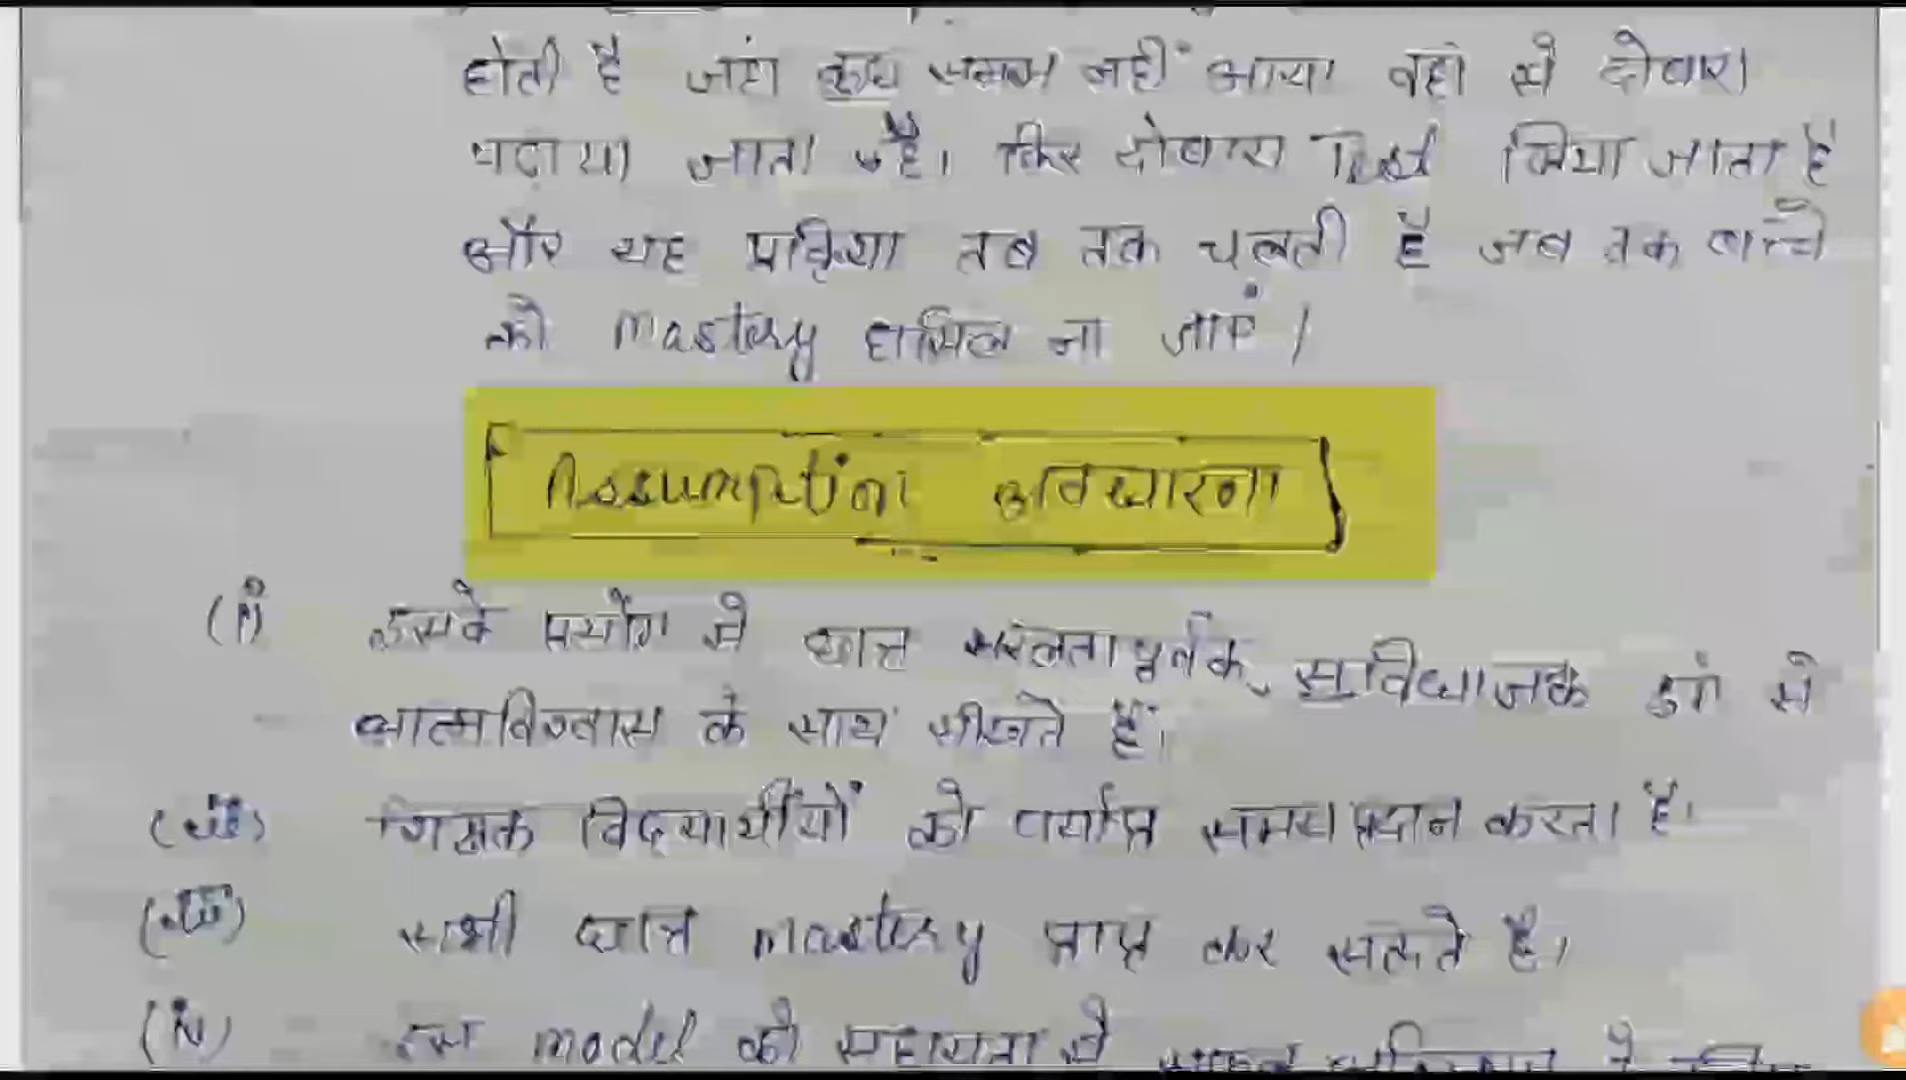 होती है जहां कुछ समझ नहीं आया वहां से दोबारा
पढ़ाया जाता है। फिर दोबारा Test लिया जाता है
और यह प्रक्रिया तब तक चलती है जब तक बच्चे
को mastery हासिल ना जाएं।
Assumption अवधारना
(i) इसके प्रयोग से छात्र सरलतापूर्वक, सुविधाजनक ढंग से
आत्मविश्वास के साथ सीखते हैं।
(ii) शिक्षक विद्यार्थीयों को पर्याप्त समय प्रदान करता है।
(iii) सभी छात्र mastery प्राप्त कर सकते है।
(iv) इस model की सहायता से